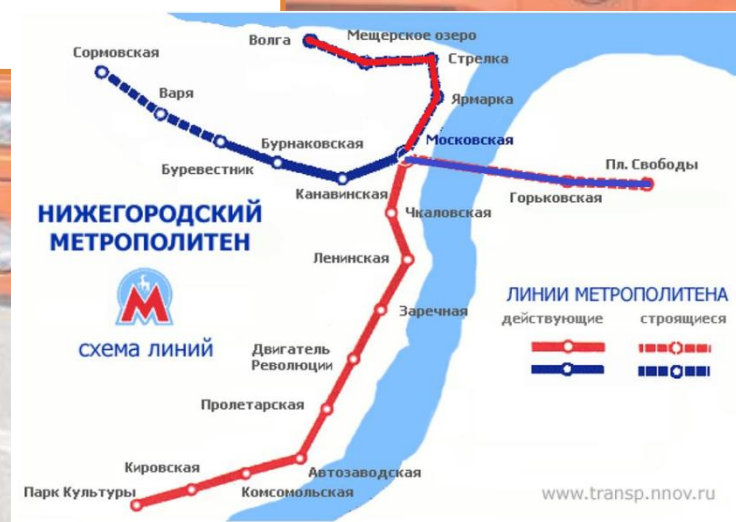 Волга
Мещерское озеро
Сормовская
Стрелка
Варя
Ярмарка
Бурнаковская
Московская
Буревестник
Пл. Свободы
Канавинская
Горьковская
НИЖЕГОРОДСКИЙ
МЕТРОПОЛИТЕН
Чкаловская
Ленинская
М
ЛИНИИ МЕТРОПОЛИТЕНА
действующие
строящиеся
Заречная
схема линий
Двигатель
Революции
Пролетарская
Кировская
Автозаводская
Парк Культуры
Комсомольская
www.transp.nnov.ru